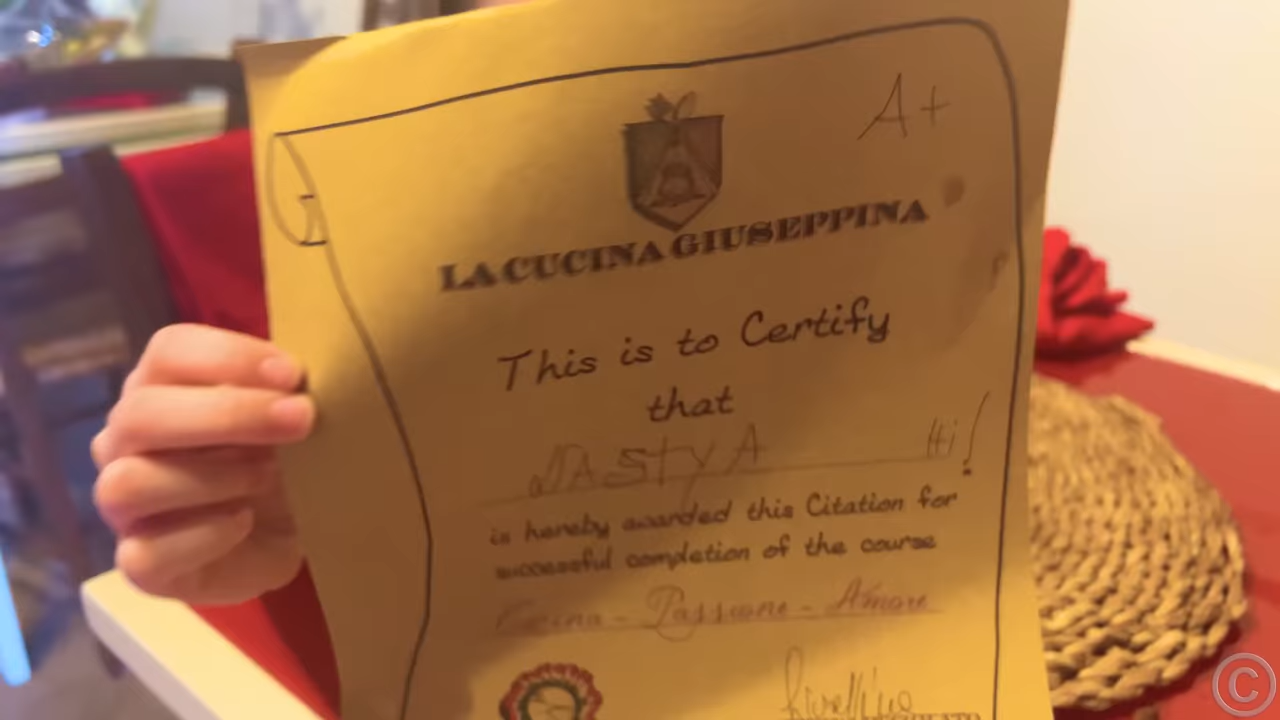 A+
LA CUCINA GIUSEPPINA
This is to Certify
that
NASTYA
Hi!
is hereby awarded this Citation for
successful completion of the course
Cucina - Passione - Amore
©